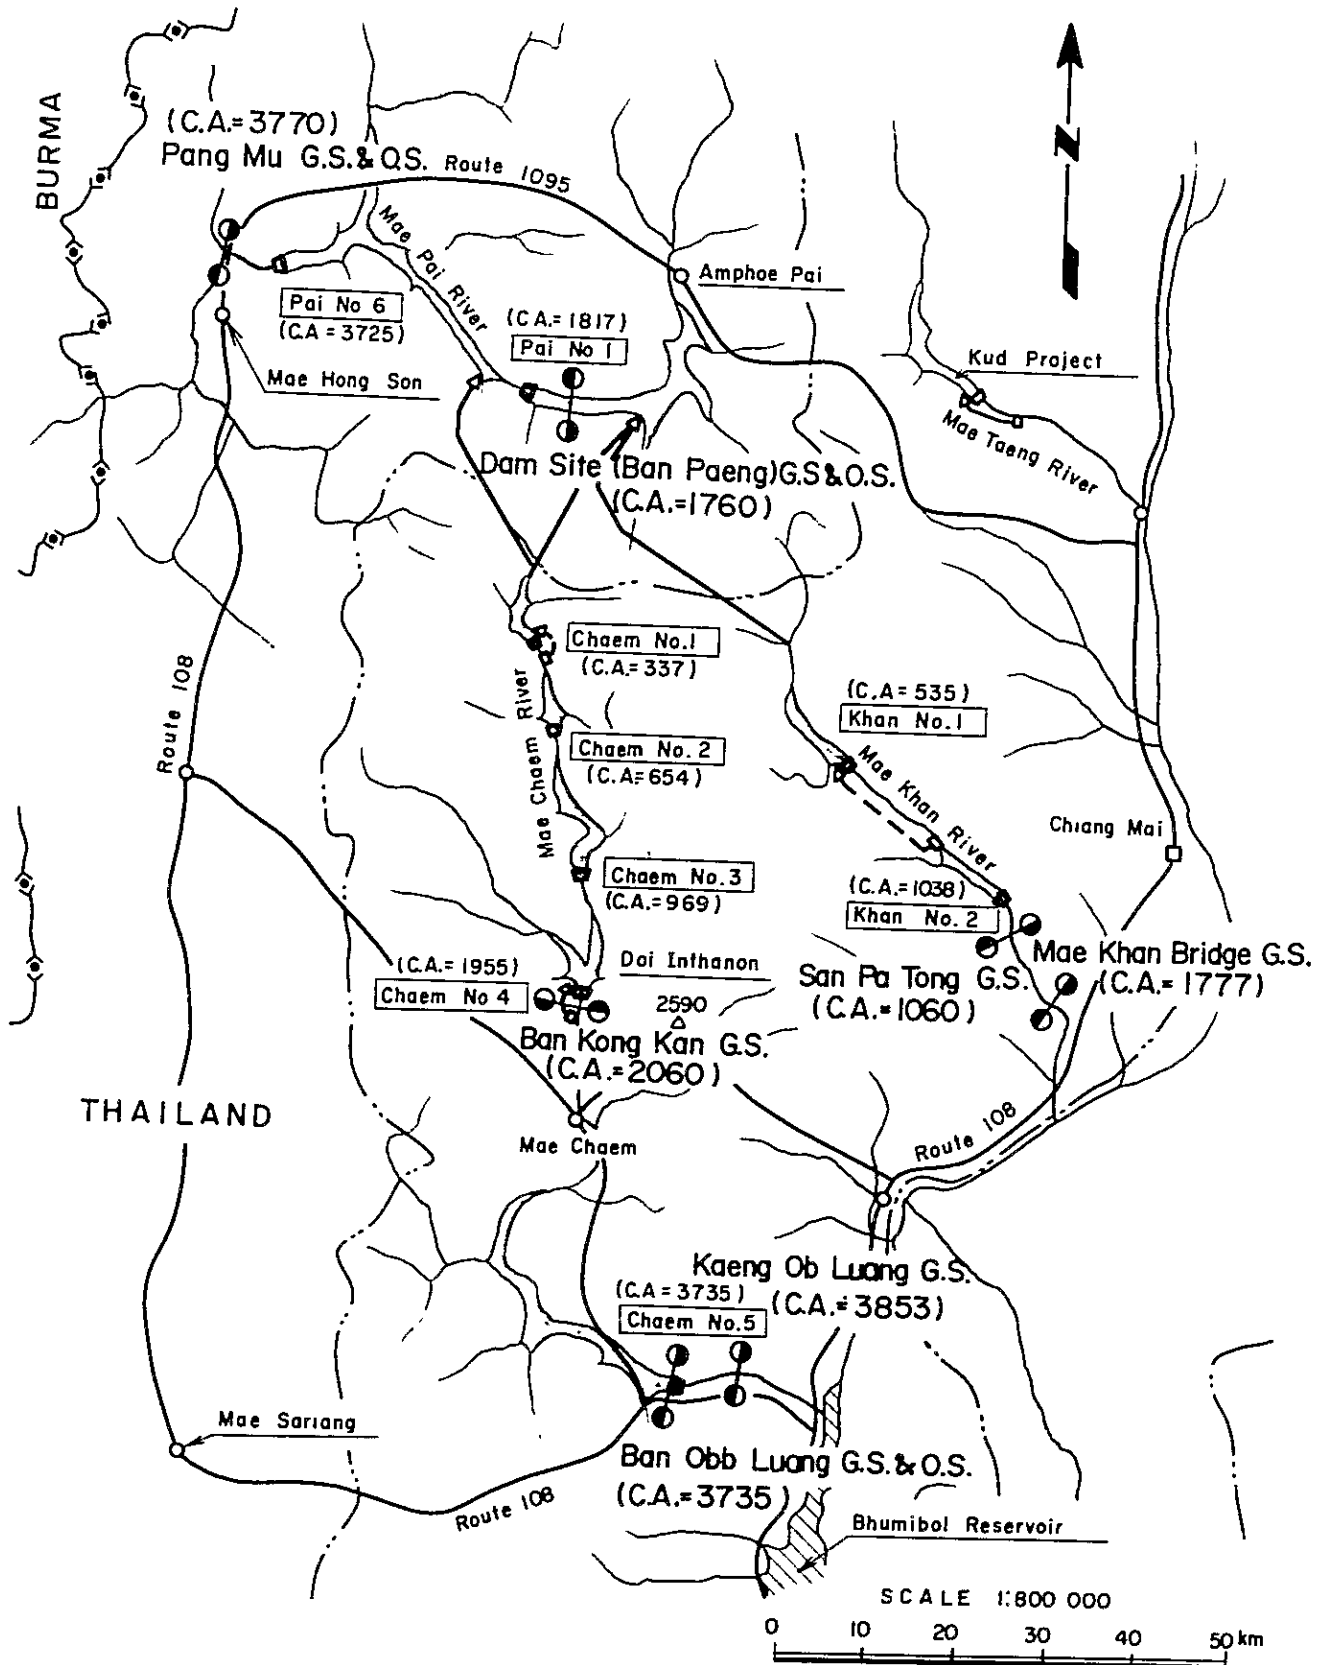 BURMA
(C.A.=3770)
Pang Mu G.S.& O.S.
Route 1095
N
Mae Pai River
Amphoe Pai
Pai No 6
(C.A=3725)
(C A.=1817)
Pai No 1
Mae Hong Son
Kud Project
Mae Taeng River
Dam Site (Ban Paeng)G.S & O.S.
(C.A.=1760)
Chaem No.1
(C.A.=337)
Route 108
Mae Chaem River
(C.A=535)
Khan No.1
Chaem No. 2
(C.A=654)
Mae Khan River
Chiang Mai
Chaem No.3
(C.A.=969)
(C.A.=1038)
Khan No. 2
(C.A.=1955)
Chaem No 4
Doi Inthanon
2590
San Pa Tong G.S.
(C.A.=1060)
Mae Khan Bridge G.S.
(C.A.=1777)
Ban Kong Kan G.S.
(C.A.=2060)
THAILAND
Mae Chaem
Route 108
Kaeng Ob Luang G.S.
(C.A.=3853)
(C.A=3735)
Chaem No.5
Mae Sariang
Ban Obb Luang G.S.& O.S.
(C.A.=3735)
Route 108
Bhumibol Reservoir
SCALE 1:800 000
0 10 20 30 40 50 km